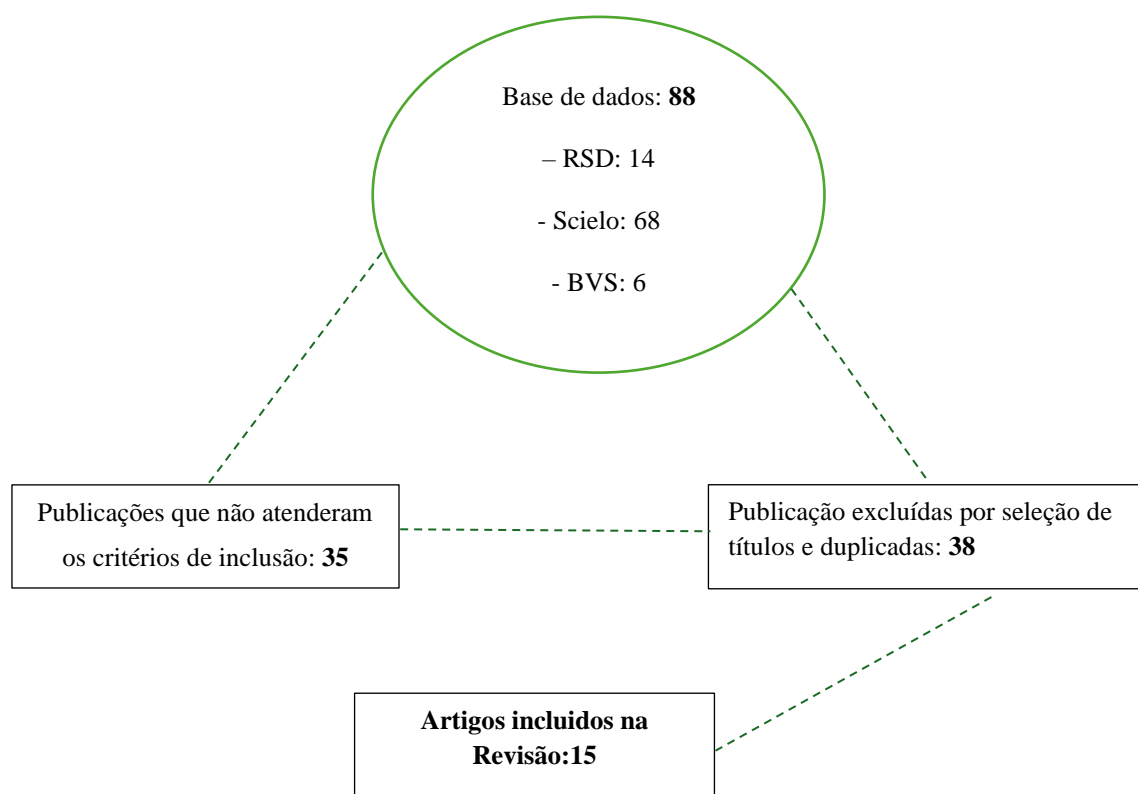 Base de dados: 88
– RSD: 14
- Scielo: 68
- BVS: 6
Publicações que não atenderam
os critérios de inclusão: 35
Publicação excluídas por seleção de
títulos e duplicadas: 38
Artigos incluidos na
Revisão:15